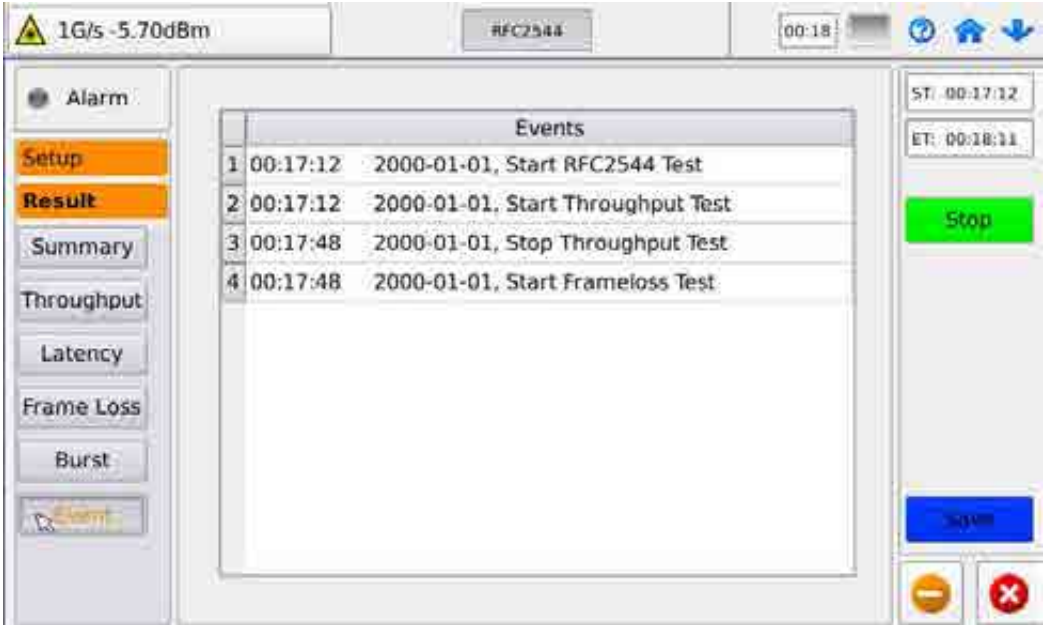 1G/s -5.70dBm
RFC2544
00:18
Alarm
Setup
Result
Summary
Throughput
Latency
Frame Loss
Burst
Event
Events
1 00:17:12 2000-01-01, Start RFC2544 Test
2 00:17:12 2000-01-01, Start Throughput Test
3 00:17:48 2000-01-01, Stop Throughput Test
4 00:17:48 2000-01-01, Start Frameloss Test
ST: 00:17:12
ET: 00:18:11
Stop
Save